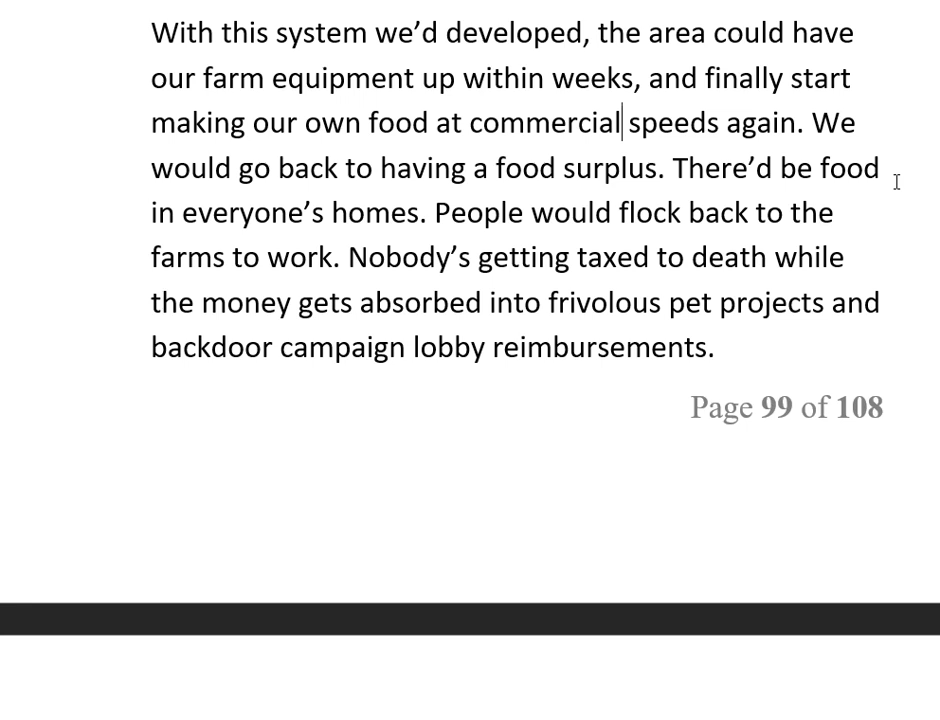 With this system we’d developed, the area could have
our farm equipment up within weeks, and finally start
making our own food at commercial speeds again. We
would go back to having a food surplus. There’d be food
in everyone’s homes. People would flock back to the
farms to work. Nobody’s getting taxed to death while
the money gets absorbed into frivolous pet projects and
backdoor campaign lobby reimbursements.
Page 99 of 108